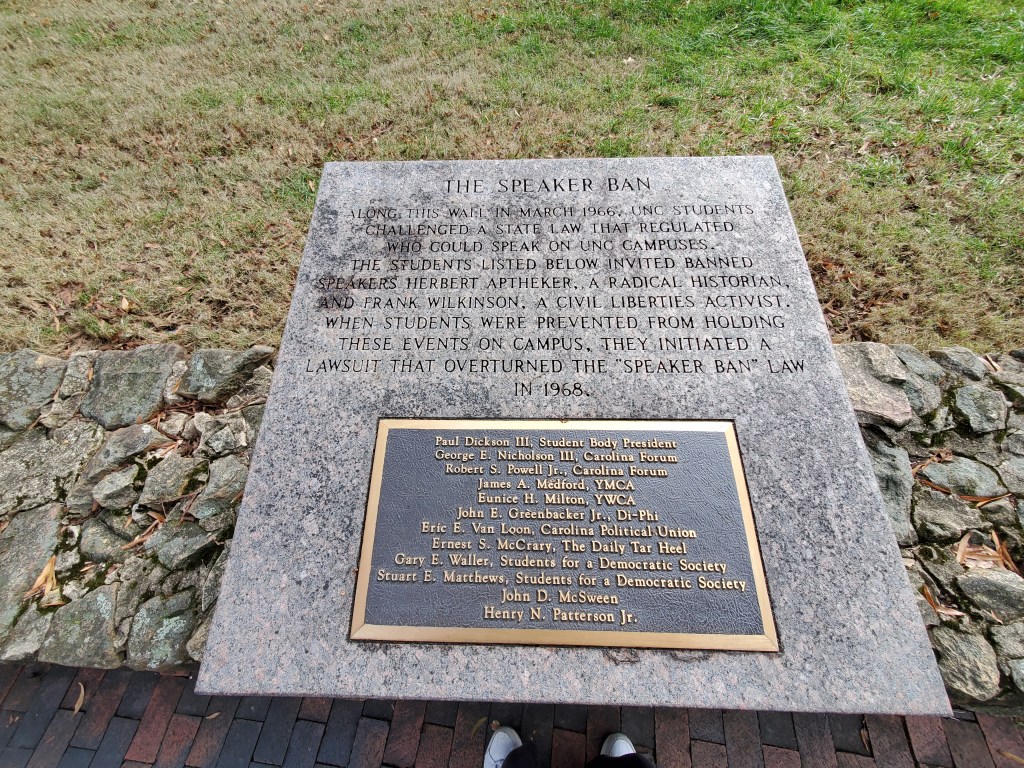 THE SPEAKER BAN
ALONG THIS WALL IN MARCH 1966, UNC STUDENTS
CHALLENGED A STATE LAW THAT REGULATED
WHO COULD SPEAK ON UNC CAMPUSES.
THE STUDENTS LISTED BELOW INVITED BANNED
SPEAKERS HERBERT APTHEKER, A RADICAL HISTORIAN,
AND FRANK WILKINSON, A CIVIL LIBERTIES ACTIVIST.
WHEN STUDENTS WERE PREVENTED FROM HOLDING
THESE EVENTS ON CAMPUS, THEY INITIATED A
LAWSUIT THAT OVERTURNED THE "SPEAKER BAN" LAW
IN 1968.
Paul Dickson III, Student Body President
George E. Nicholson III, Carolina Forum
Robert S. Powell Jr., Carolina Forum
James A. Medford, YMCA
Eunice H. Milton, YWCA
John E. Greenbacker Jr., Di-Phi
Eric E. Van Loon, Carolina Political Union
Ernest S. McCrary, The Daily Tar Heel
Gary E. Waller, Students for a Democratic Society
Stuart E. Matthews, Students for a Democratic Society
John D. McSween
Henry N. Patterson Jr.